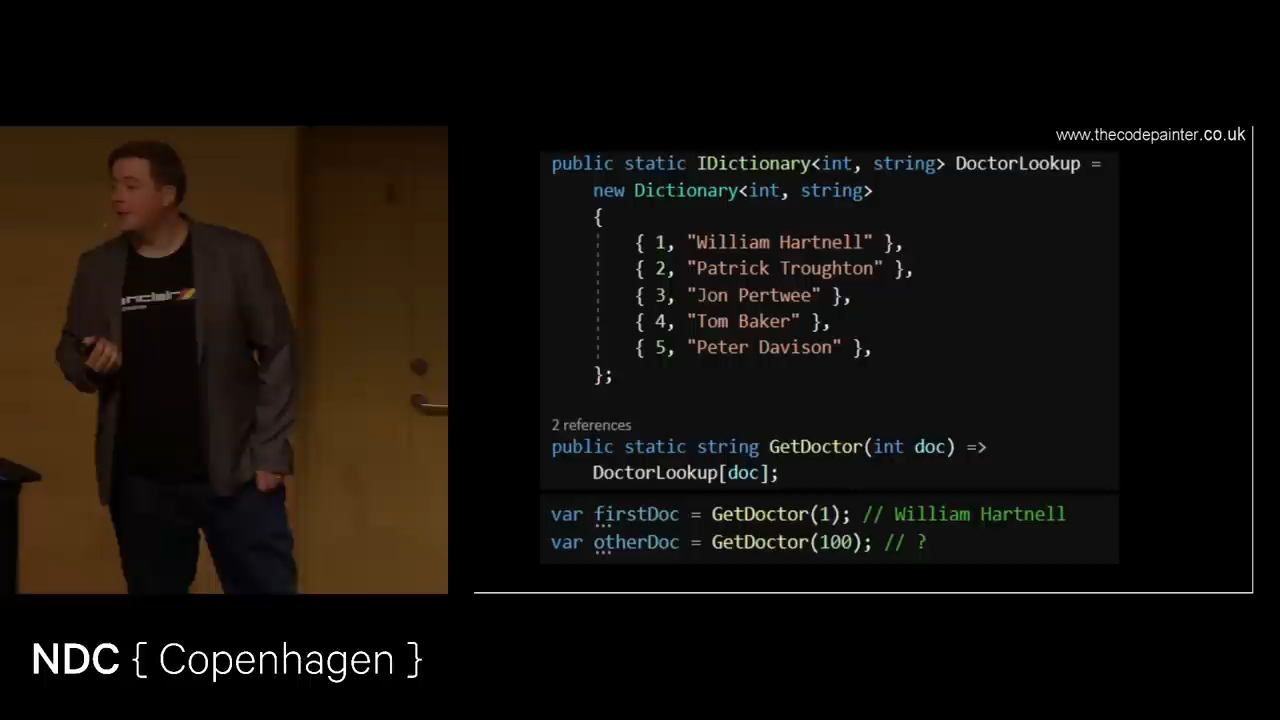 www.thecodepainter.co.uk
public static IDictionary<int, string> DoctorLookup =
new Dictionary<int, string>
{
{ 1, "William Hartnell" },
{ 2, "Patrick Troughton" },
{ 3, "Jon Pertwee" },
{ 4, "Tom Baker" },
{ 5, "Peter Davison" },
};
2 references
public static string GetDoctor(int doc) =>
DoctorLookup[doc];
var firstDoc = GetDoctor(1); // William Hartnell
var otherDoc = GetDoctor(100); // ?
NDC { Copenhagen }